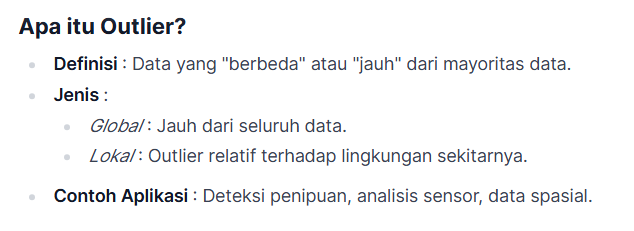 Apa itu Outlier?
Definisi : Data yang "berbeda" atau "jauh" dari mayoritas data.
Jenis :
Global : Jauh dari seluruh data.
Lokal : Outlier relatif terhadap lingkungan sekitarnya.
Contoh Aplikasi : Deteksi penipuan, analisis sensor, data spasial.